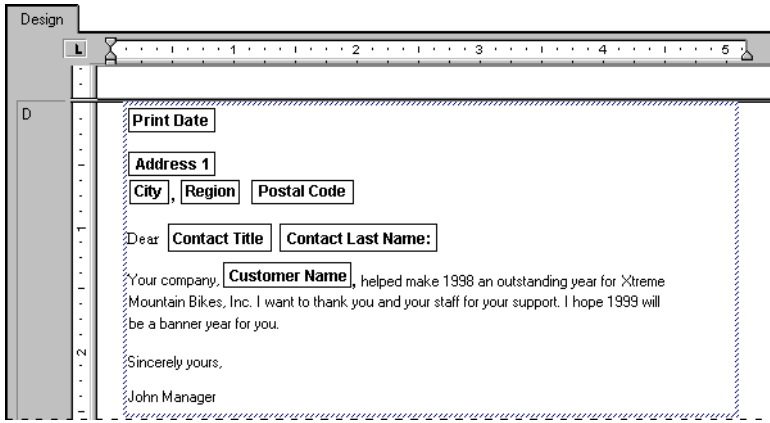 Design
L 1 2 3 4 5
D
Print Date
Address 1
City , Region Postal Code
1
Dear Contact Title Contact Last Name:
Your company, Customer Name , helped make 1998 an outstanding year for Xtreme
Mountain Bikes, Inc. I want to thank you and your staff for your support. I hope 1999 will
be a banner year for you.
2
Sincerely yours,
John Manager